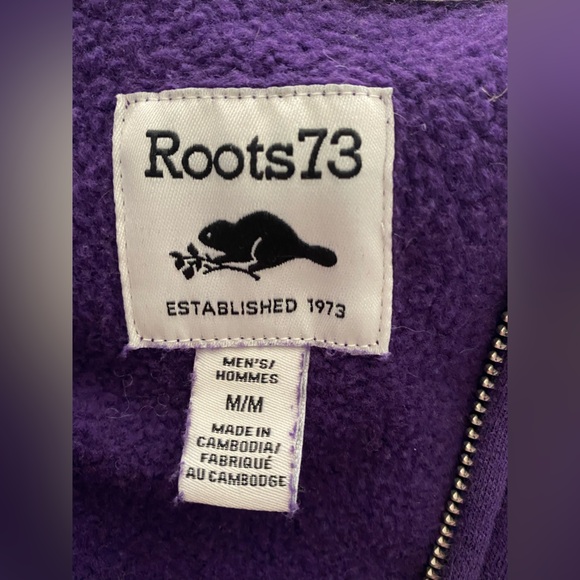 Roots73
ESTABLISHED 1973
MEN'S/
HOMMES
M/M
MADE IN
CAMBODIA/
FABRIQUÉ
AU CAMBODGE